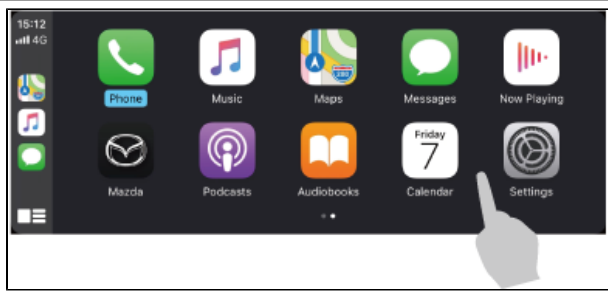 15:12
4G
Phone
Music
Maps
Messages
Now Playing
Friday
7
Mazda
Podcasts
Audiobooks
Calendar
Settings